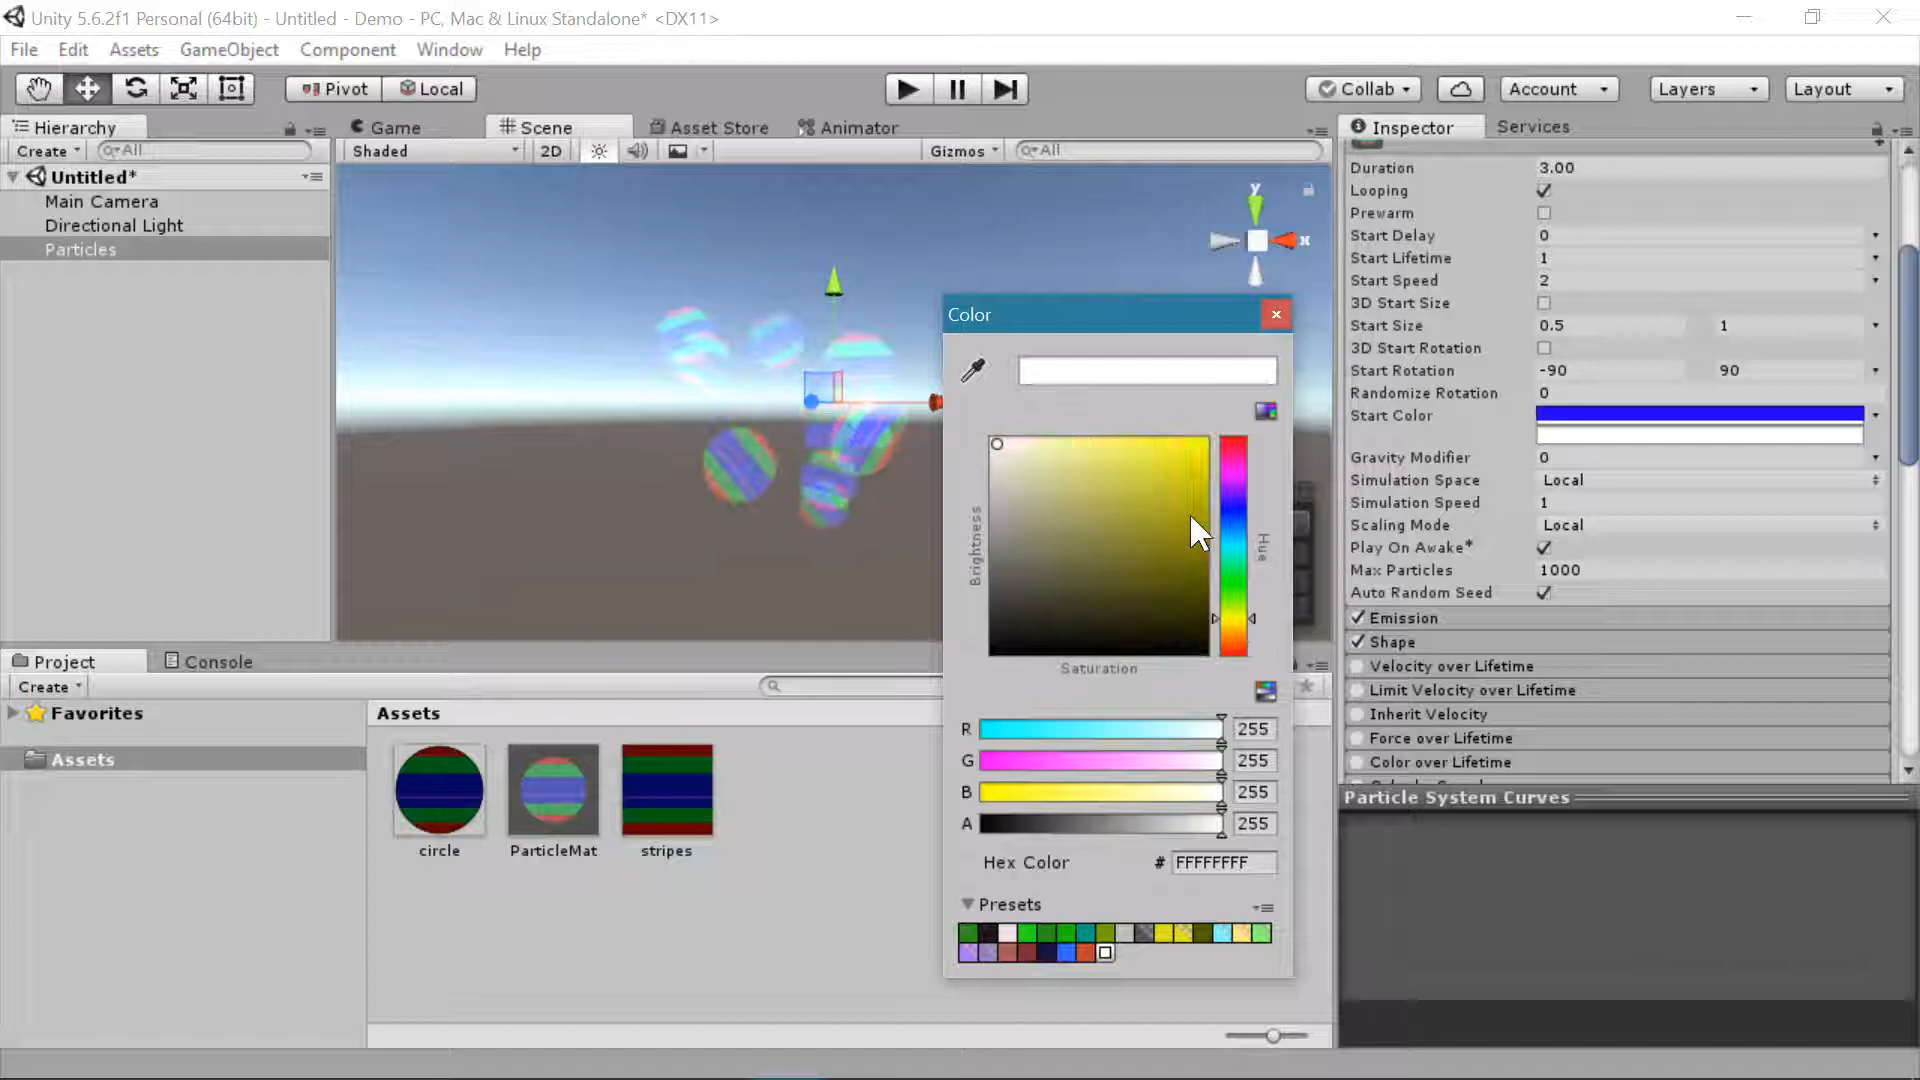 Unity 5.6.2f1 Personal (64bit) - Untitled - Demo - PC, Mac & Linux Standalone* <DX11>
File Edit Assets GameObject Component Window Help
Pivot Local Collab Account Layers Layout
Hierarchy
Create All
Untitled*
Main Camera
Directional Light
Particles
Game Scene Asset Store Animator
Shaded 2D Gizmos All
y
x
Inspector Services
Duration 3.00
Looping
Prewarm
Start Delay 0
Start Lifetime 1
Start Speed 2
3D Start Size
Start Size 0.5 1
3D Start Rotation
Start Rotation -90 90
Randomize Rotation 0
Start Color
Gravity Modifier 0
Simulation Space Local
Simulation Speed 1
Scaling Mode Local
Play On Awake*
Max Particles 1000
Auto Random Seed
Emission
Shape
Velocity over Lifetime
Limit Velocity over Lifetime
Inherit Velocity
Force over Lifetime
Color over Lifetime
Particle System Curves
Color
Brightness
Hue
Saturation
R 255
G 255
B 255
A 255
Hex Color # FFFFFFFF
Presets
Project Console
Create
Favorites
Assets
Assets
circle ParticleMat stripes